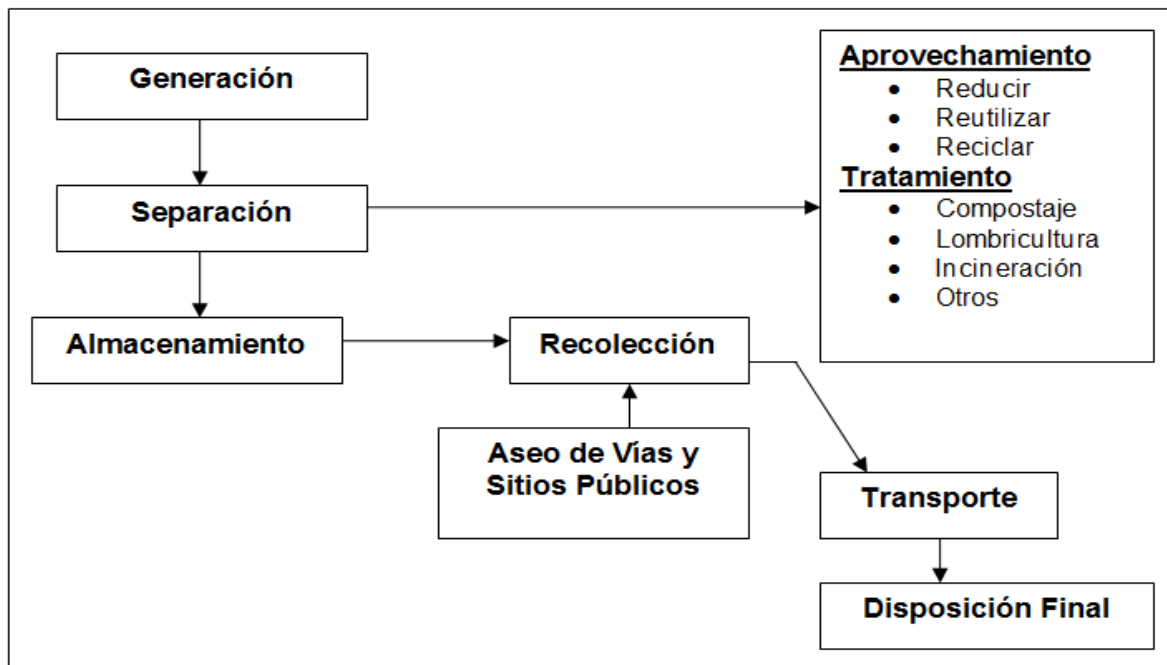 Generación
Separación
Almacenamiento
Recolección
Aseo de Vías y
Sitios Públicos
Aprovechamiento
• Reducir
• Reutilizar
• Reciclar
Tratamiento
• Compostaje
• Lombricultura
• Incineración
• Otros
Transporte
Disposición Final